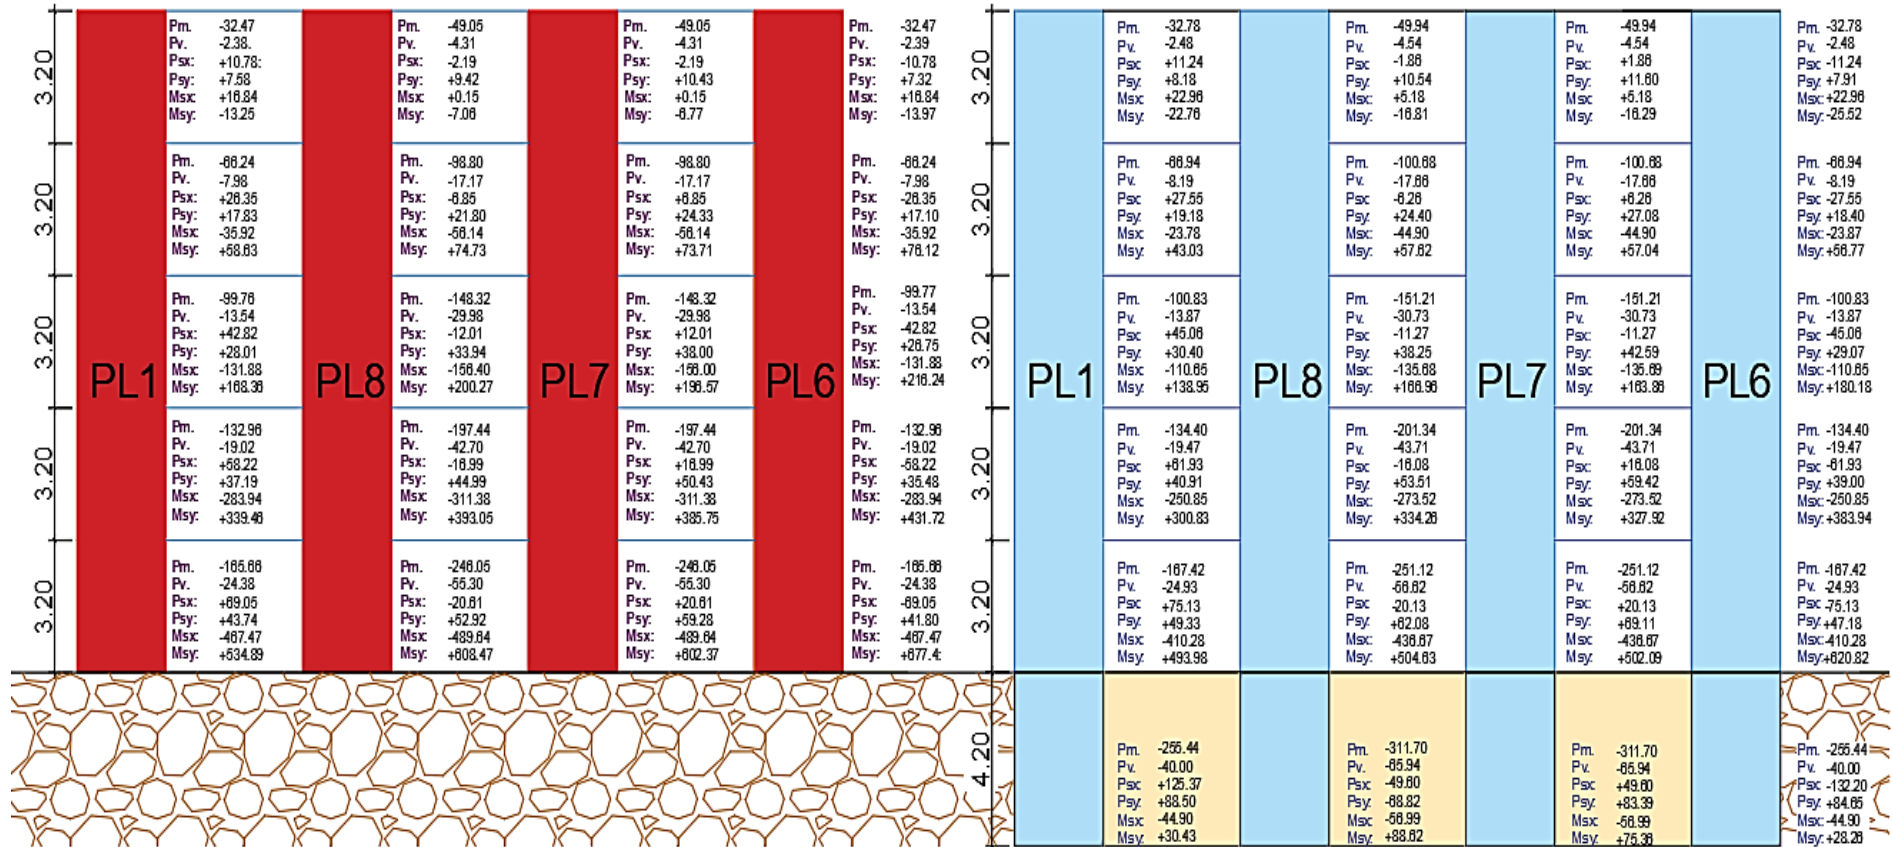 3.20
Pm. -32.47
Pv. -2.38.
Psx: +10.78:
Psy: +7.58
Msx: +16.84
Msy: -13.25
Pm. -49.05
Pv. -4.31
Psx: -2.19
Psy: +9.42
Msx: +0.15
Msy: -7.06
Pm. -49.05
Pv. -4.31
Psx: -2.19
Psy: +10.43
Msx: +0.15
Msy: -6.77
Pm. -32.47
Pv. -2.39
Psx: -10.78
Psy: +7.32
Msx: +16.84
Msy: -13.97
3.20
Pm. -66.24
Pv. -7.98
Psx: +26.35
Psy: +17.83
Msx: -35.92
Msy: +58.63
Pm. -98.80
Pv. -17.17
Psx: -6.85
Psy: +21.80
Msx: -56.14
Msy: +74.73
Pm. -98.80
Pv. -17.17
Psx: +6.85
Psy: +24.33
Msx: -56.14
Msy: +73.71
Pm. -66.24
Pv. -7.98
Psx: -26.35
Psy: +17.10
Msx: -35.92
Msy: +76.12
3.20
PL1
Pm. -99.76
Pv. -13.54
Psx: +42.82
Psy: +28.01
Msx: -131.88
Msy: +168.36
PL8
Pm. -148.32
Pv. -29.98
Psx: -12.01
Psy: +33.94
Msx: -156.40
Msy: +200.27
PL7
Pm. -148.32
Pv. -29.98
Psx: +12.01
Psy: +38.00
Msx: -156.00
Msy: +196.57
PL6
Pm. -99.77
Pv. -13.54
Psx: -42.82
Psy: +26.75
Msx: -131.88
Msy: +216.24
3.20
Pm. -132.96
Pv. -19.02
Psx: +58.22
Psy: +37.19
Msx: -283.94
Msy: +339.46
Pm. -197.44
Pv. -42.70
Psx: -16.99
Psy: +44.99
Msx: -311.38
Msy: +393.05
Pm. -197.44
Pv. -42.70
Psx: +16.99
Psy: +50.43
Msx: -311.38
Msy: +385.75
Pm. -132.96
Pv. -19.02
Psx: -58.22
Psy: +35.48
Msx: -283.94
Msy: +431.72
3.20
Pm. -165.66
Pv. -24.38
Psx: +69.05
Psy: +43.74
Msx: -467.47
Msy: +534.89
Pm. -246.05
Pv. -55.30
Psx: -20.61
Psy: +52.92
Msx: -489.64
Msy: +608.47
Pm. -246.05
Pv. -55.30
Psx: +20.61
Psy: +59.28
Msx: -489.64
Msy: +602.37
Pm. -165.66
Pv. -24.38
Psx: -69.05
Psy: +41.80
Msx: -467.47
Msy: +677.4:
3.20
Pm. -32.78
Pv. -2.48
Psx: +11.24
Psy: +8.18
Msx: +22.96
Msy: -22.76
Pm. -49.94
Pv. -4.54
Psx: -1.86
Psy: +10.54
Msx: +5.18
Msy: -16.81
Pm. -49.94
Pv. -4.54
Psx: +1.86
Psy: +11.60
Msx: +5.18
Msy: -16.29
Pm. -32.78
Pv. -2.48
Psx: -11.24
Psy: +7.91
Msx: +22.96
Msy: -25.52
3.20
Pm. -66.94
Pv. -8.19
Psx: +27.55
Psy: +19.18
Msx: -23.78
Msy: +43.03
Pm. -100.68
Pv. -17.66
Psx: -6.26
Psy: +24.40
Msx: -44.90
Msy: +57.62
Pm. -100.68
Pv. -17.66
Psx: +6.26
Psy: +27.08
Msx: -44.90
Msy: +57.04
Pm. -66.94
Pv. -8.19
Psx: -27.55
Psy: +18.40
Msx: -23.87
Msy: +56.77
3.20
PL1
Pm. -100.83
Pv. -13.87
Psx: +45.06
Psy: +30.40
Msx: -110.65
Msy: +138.95
PL8
Pm. -151.21
Pv. -30.73
Psx: -11.27
Psy: +38.25
Msx: -135.68
Msy: +166.96
PL7
Pm. -151.21
Pv. -30.73
Psx: -11.27
Psy: +42.59
Msx: -135.69
Msy: +163.86
PL6
Pm. -100.83
Pv. -13.87
Psx: -45.06
Psy: +29.07
Msx: -110.65
Msy: +180.18
3.20
Pm. -134.40
Pv. -19.47
Psx: +61.93
Psy: +40.91
Msx: -250.85
Msy: +300.83
Pm. -201.34
Pv. -43.71
Psx: -16.08
Psy: +53.51
Msx: -273.52
Msy: +334.26
Pm. -201.34
Pv. -43.71
Psx: +16.08
Psy: +59.42
Msx: -273.52
Msy: +327.92
Pm. -134.40
Pv. -19.47
Psx: -61.93
Psy: +39.00
Msx: -250.85
Msy: +383.94
3.20
Pm. -167.42
Pv. -24.93
Psx: +75.13
Psy: +49.33
Msx: -410.28
Msy: +493.98
Pm. -251.12
Pv. -56.62
Psx: -20.13
Psy: +62.08
Msx: -436.67
Msy: +504.63
Pm. -251.12
Pv. -56.62
Psx: +20.13
Psy: +69.11
Msx: -436.67
Msy: +502.09
Pm. -167.42
Pv. -24.93
Psx: -75.13
Psy: +47.18
Msx: -410.28
Msy: +620.82
4.20
Pm. -255.44
Pv. -40.00
Psx: +125.37
Psy: +88.50
Msx: -44.90
Msy: +30.43
Pm. -311.70
Pv. -65.94
Psx: -49.60
Psy: -68.82
Msx: -56.99
Msy: +88.62
Pm. -311.70
Pv. -65.94
Psx: +49.60
Psy: +83.39
Msx: -56.99
Msy: +75.36
Pm. -255.44
Pv. -40.00
Psx: -132.20
Psy: +84.65
Msx: -44.90
Msy: +28.26